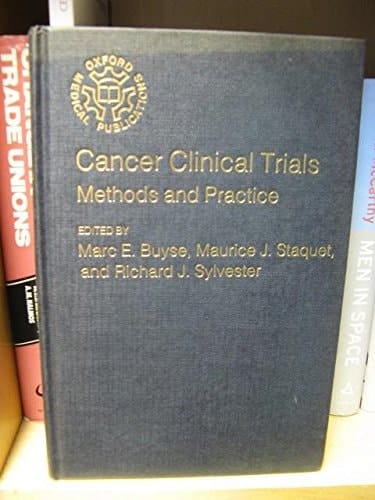 OXFORD
MEDICAL PUBLICATIONS
Cancer Clinical Trials
Methods and Practice
EDITED BY
Marc E. Buyse, Maurice J. Staquet,
and Richard J. Sylvester
TRADE UNIONS
McCarthy
MEN IN SPACE